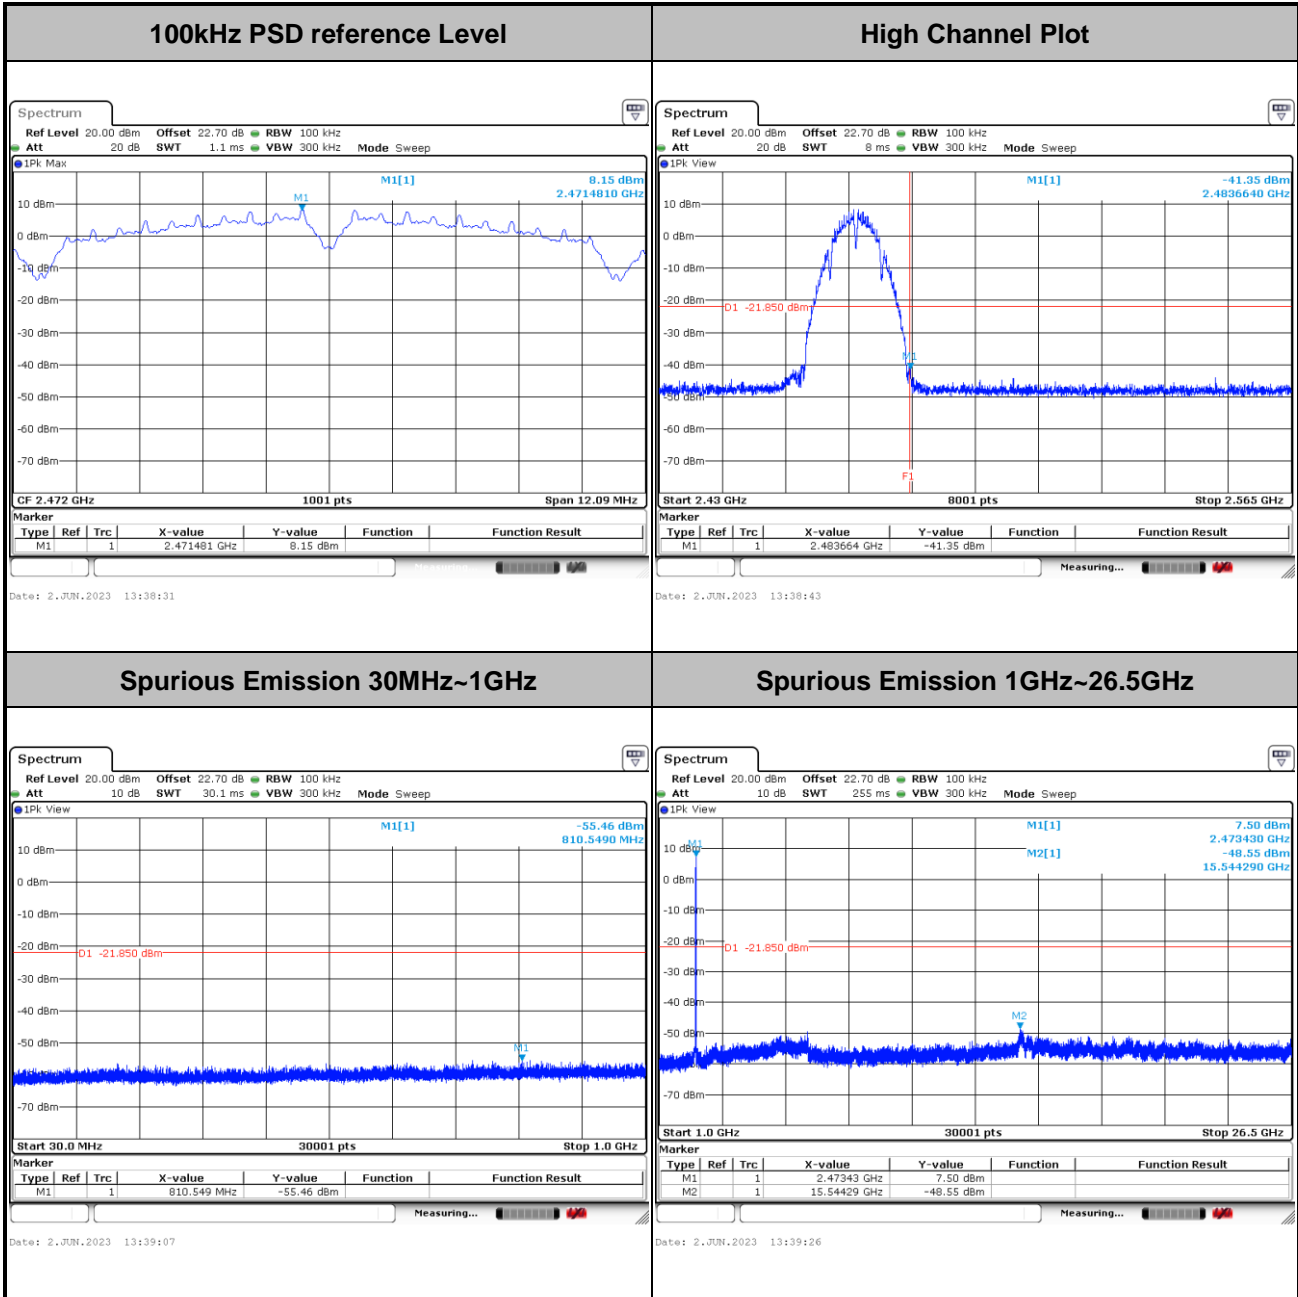 100kHz PSD reference Level
High Channel Plot
Spectrum
Ref Level 20.00 dBm Offset 22.70 dB RBW 100 kHz
Att 20 dB SWT 1.1 ms VBW 300 kHz Mode Sweep
1Pk Max
M1[1] 8.15 dBm
2.4714810 GHz
M1
10 dBm
0 dBm
-10 dBm
-20 dBm
-30 dBm
-40 dBm
-50 dBm
-60 dBm
-70 dBm
CF 2.472 GHz 1001 pts Span 12.09 MHz
Marker
Type Ref Trc X-value Y-value Function Function Result
M1 1 2.471481 GHz 8.15 dBm
Measuring...
Date: 2.JUN.2023 13:38:31
Spectrum
Ref Level 20.00 dBm Offset 22.70 dB RBW 100 kHz
Att 20 dB SWT 8 ms VBW 300 kHz Mode Sweep
1Pk View
M1[1] -41.35 dBm
2.4836640 GHz
10 dBm
0 dBm
-10 dBm
-20 dBm
D1 -21.850 dBm
-30 dBm
M1
-40 dBm
-50 dBm
-60 dBm
-70 dBm
F1
Start 2.43 GHz 8001 pts Stop 2.565 GHz
Marker
Type Ref Trc X-value Y-value Function Function Result
M1 1 2.483664 GHz -41.35 dBm
Measuring...
Date: 2.JUN.2023 13:38:43
Spurious Emission 30MHz~1GHz
Spurious Emission 1GHz~26.5GHz
Spectrum
Ref Level 20.00 dBm Offset 22.70 dB RBW 100 kHz
Att 10 dB SWT 30.1 ms VBW 300 kHz Mode Sweep
1Pk View
M1[1] -55.46 dBm
810.5490 MHz
10 dBm
0 dBm
-10 dBm
-20 dBm
D1 -21.850 dBm
-30 dBm
-40 dBm
-50 dBm
M1
-70 dBm
Start 30.0 MHz 30001 pts Stop 1.0 GHz
Marker
Type Ref Trc X-value Y-value Function Function Result
M1 1 810.549 MHz -55.46 dBm
Measuring...
Date: 2.JUN.2023 13:39:07
Spectrum
Ref Level 20.00 dBm Offset 22.70 dB RBW 100 kHz
Att 10 dB SWT 255 ms VBW 300 kHz Mode Sweep
1Pk View
M1[1] 7.50 dBm
2.473430 GHz
M2[1] -48.55 dBm
15.544290 GHz
M1
10 dBm
0 dBm
-10 dBm
-20 dBm
D1 -21.850 dBm
-30 dBm
-40 dBm
M2
-50 dBm
-70 dBm
Start 1.0 GHz 30001 pts Stop 26.5 GHz
Marker
Type Ref Trc X-value Y-value Function Function Result
M1 1 2.47343 GHz 7.50 dBm
M2 1 15.54429 GHz -48.55 dBm
Measuring...
Date: 2.JUN.2023 13:39:26